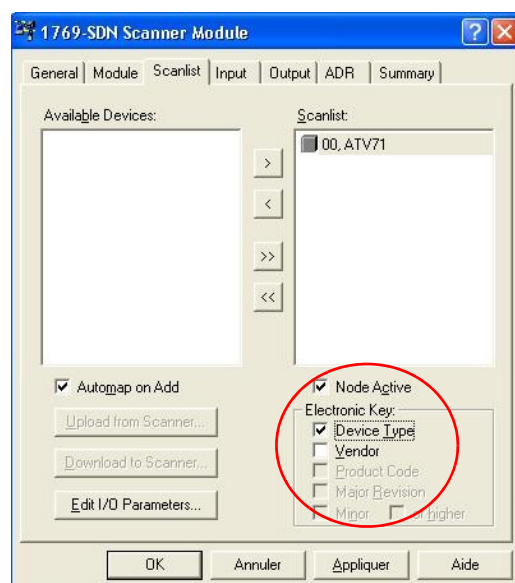 1769-SDN Scanner Module
General Module Scanlist Input Output ADR Summary
Available Devices:
Scanlist:
00, ATV71
>
<
>>
<<
Automap on Add
Node Active
Upload from Scanner...
Electronic Key:
Device Type
Vendor
Download to Scanner...
Product Code
Major Revision
Edit I/O Parameters...
Minor or higher
OK Annuler Appliquer Aide